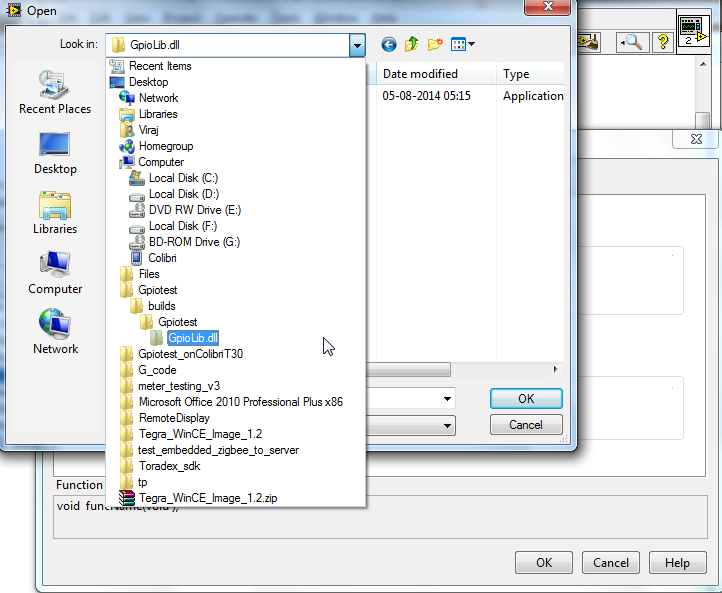 Open
Look in:
GpioLib.dll
Recent Items
Desktop
Network
Libraries
Viraj
Homegroup
Computer
Local Disk (C:)
Local Disk (D:)
DVD RW Drive (E:)
Local Disk (F:)
BD-ROM Drive (G:)
Colibri
Files
Gpiotest
builds
Gpiotest
GpioLib.dll
Gpiotest_onColibriT30
G_code
meter_testing_v3
Microsoft Office 2010 Professional Plus x86
RemoteDisplay
Tegra_WinCE_Image_1.2
test_embedded_zigbee_to_server
Toradex_sdk
tp
Tegra_WinCE_Image_1.2.zip
Recent Places
Desktop
Libraries
Computer
Network
Date modified Type
05-08-2014 05:15 Application
OK
Cancel
2
Function
void funcName(void);
OK Cancel Help